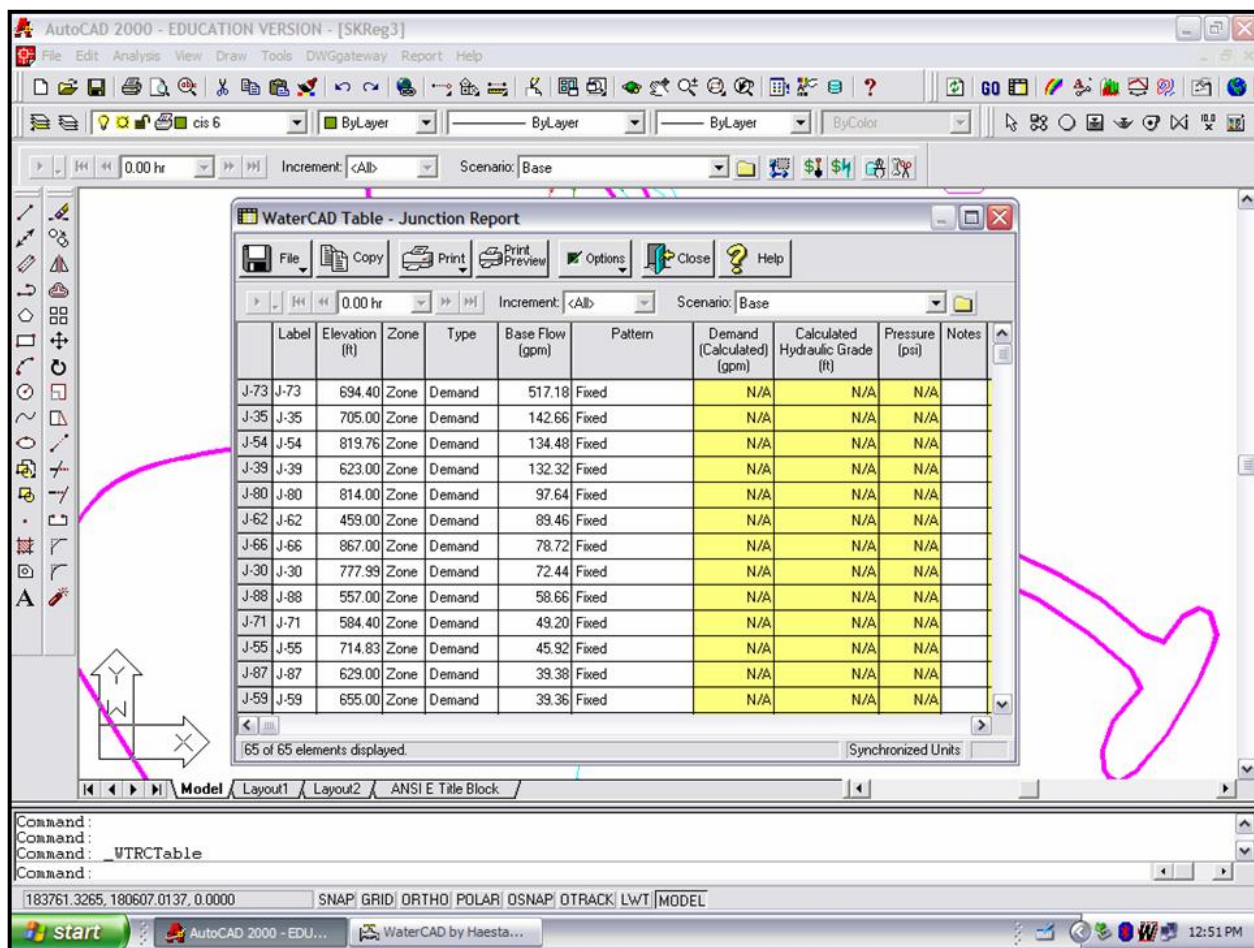 AutoCAD 2000 - EDUCATION VERSION - [SKReg3]
File Edit Analysis View Draw Tools DWGgateway Report Help
GO
cis 6 ByLayer ByLayer ByLayer ByColor
0.00 hr Increment: <All> Scenario: Base
WaterCAD Table - Junction Report
File Copy Print Print Preview Options Close Help
0.00 hr Increment: <All> Scenario: Base
Label Elevation (ft) Zone Type Base Flow (gpm) Pattern Demand (Calculated) (gpm) Calculated Hydraulic Grade (ft) Pressure (psi) Notes
J-73 J-73 694.40 Zone Demand 517.18 Fixed N/A N/A N/A
J-35 J-35 705.00 Zone Demand 142.66 Fixed N/A N/A N/A
J-54 J-54 819.76 Zone Demand 134.48 Fixed N/A N/A N/A
J-39 J-39 623.00 Zone Demand 132.32 Fixed N/A N/A N/A
J-80 J-80 814.00 Zone Demand 97.64 Fixed N/A N/A N/A
J-62 J-62 459.00 Zone Demand 89.46 Fixed N/A N/A N/A
J-66 J-66 867.00 Zone Demand 78.72 Fixed N/A N/A N/A
J-30 J-30 777.99 Zone Demand 72.44 Fixed N/A N/A N/A
J-88 J-88 557.00 Zone Demand 58.66 Fixed N/A N/A N/A
J-71 J-71 584.40 Zone Demand 49.20 Fixed N/A N/A N/A
J-55 J-55 714.83 Zone Demand 45.92 Fixed N/A N/A N/A
J-87 J-87 629.00 Zone Demand 39.38 Fixed N/A N/A N/A
J-59 J-59 655.00 Zone Demand 39.36 Fixed N/A N/A N/A
65 of 65 elements displayed. Synchronized Units
A
Y
W
X
Model Layout1 Layout2 ANSI E Title Block
Command:
Command:
Command: _WTRCTable
Command:
183761.3265, 180607.0137, 0.0000 SNAP GRID ORTHO POLAR OSNAP OTRACK LWT MODEL
start AutoCAD 2000 - EDU... WaterCAD by Haesta... 12:51 PM